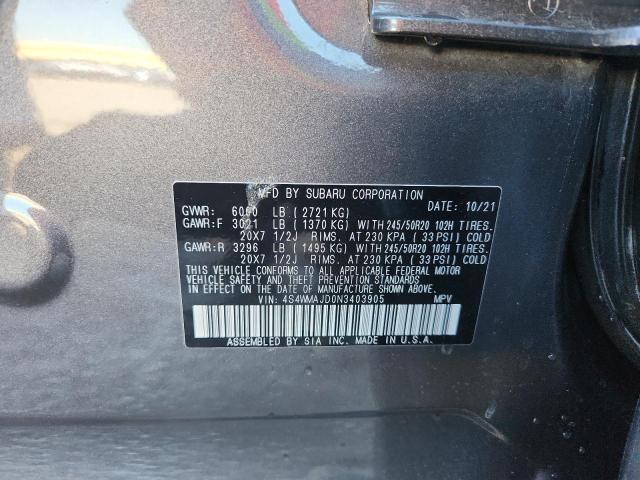 MFD BY SUBARU CORPORATION
GVWR: 6000 LB (2721 KG) DATE: 10/21
GAWR:F 3021 LB (1370 KG) WITH 245/50R20 102H TIRES.
20X7 1/2J RIMS. AT 230 KPA (33 PSI) COLD
GAWR:R 3296 LB (1495 KG) WITH 245/50R20 102H TIRES.
20X7 1/2J RIMS. AT 230 KPA (33 PSI) COLD
THIS VEHICLE CONFORMS TO ALL APPLICABLE FEDERAL MOTOR
VEHICLE SAFETY AND THEFT PREVENTION STANDARDS
IN EFFECT ON THE DATE OF MANUFACTURE SHOWN ABOVE.
VIN: 4S4WMAJD0N3403905 MPV
ASSEMBLED BY SIA INC. MADE IN U.S.A.